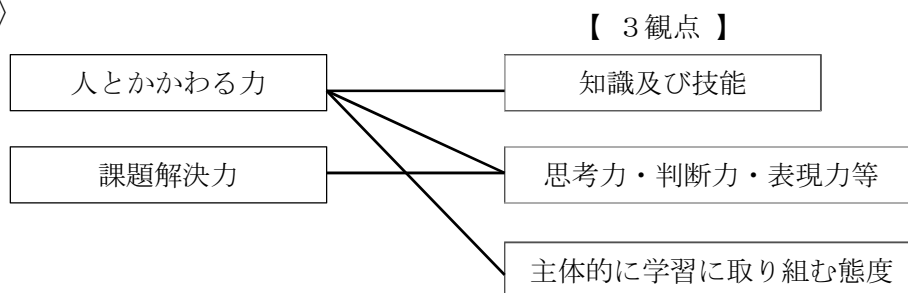 〉
【 3観点 】
人とかかわる力
知識及び技能
課題解決力
思考力・判断力・表現力等
主体的に学習に取り組む態度